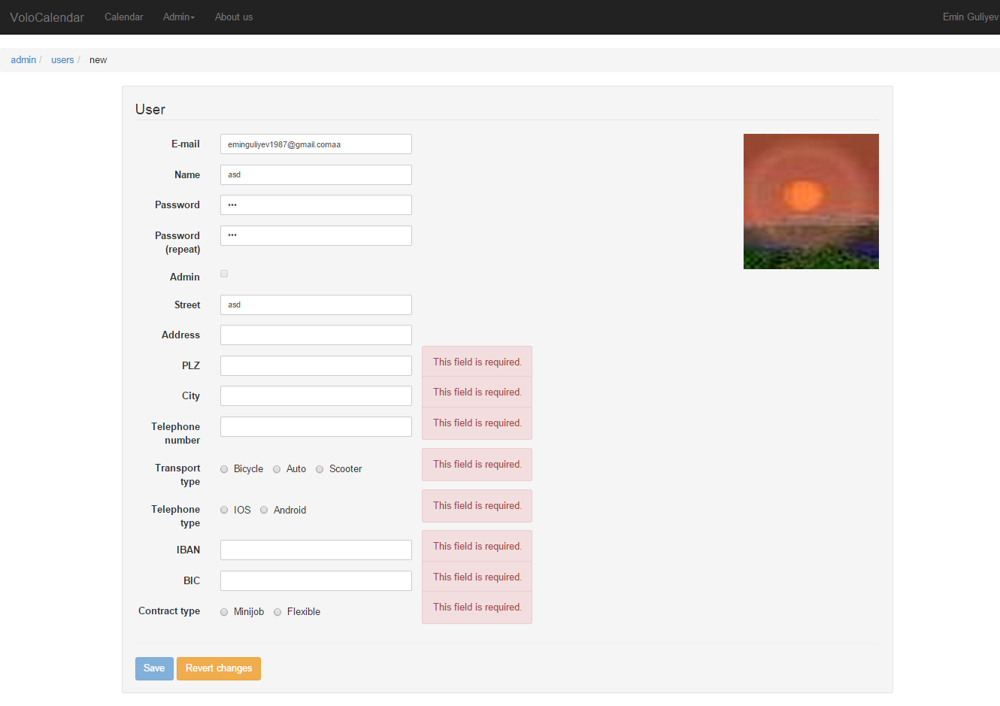 VoloCalendar Calendar Admin About us Emin Guliyev
admin / users / new
User
E-mail eminguliyev1987@gmail.comaa
Name asd
Password •••
Password
(repeat) •••
Admin
Street asd
Address
PLZ This field is required.
City This field is required.
Telephone
number This field is required.
Transport
type Bicycle Auto Scooter This field is required.
Telephone
type IOS Android This field is required.
IBAN This field is required.
BIC This field is required.
Contract type Minijob Flexible This field is required.
Save Revert changes